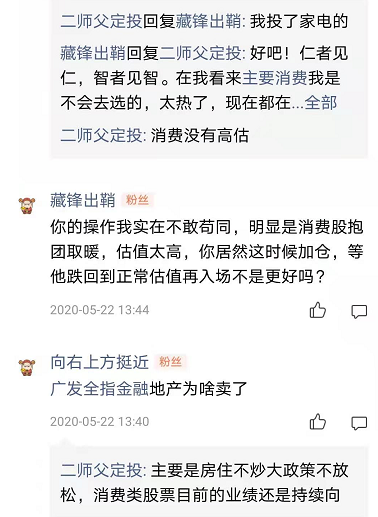 二师父定投回复藏锋出鞘: 我投了家电的
藏锋出鞘回复二师父定投: 好吧！仁者见
仁，智者见智。在我看来主要消费我是
不会去选的，太热了，现在都在...全部
二师父定投: 消费没有高估
藏锋出鞘 粉丝
你的操作我实在不敢苟同，明显是消费股抱
团取暖，估值太高，你居然这时候加仓，等
他跌回到正常估值再入场不是更好吗？
2020-05-22 13:44
向右上方挺近 粉丝
广发全指金融地产为啥卖了
2020-05-22 13:40
二师父定投: 主要是房住不炒大政策不放
松，消费类股票目前的业绩还是持续向